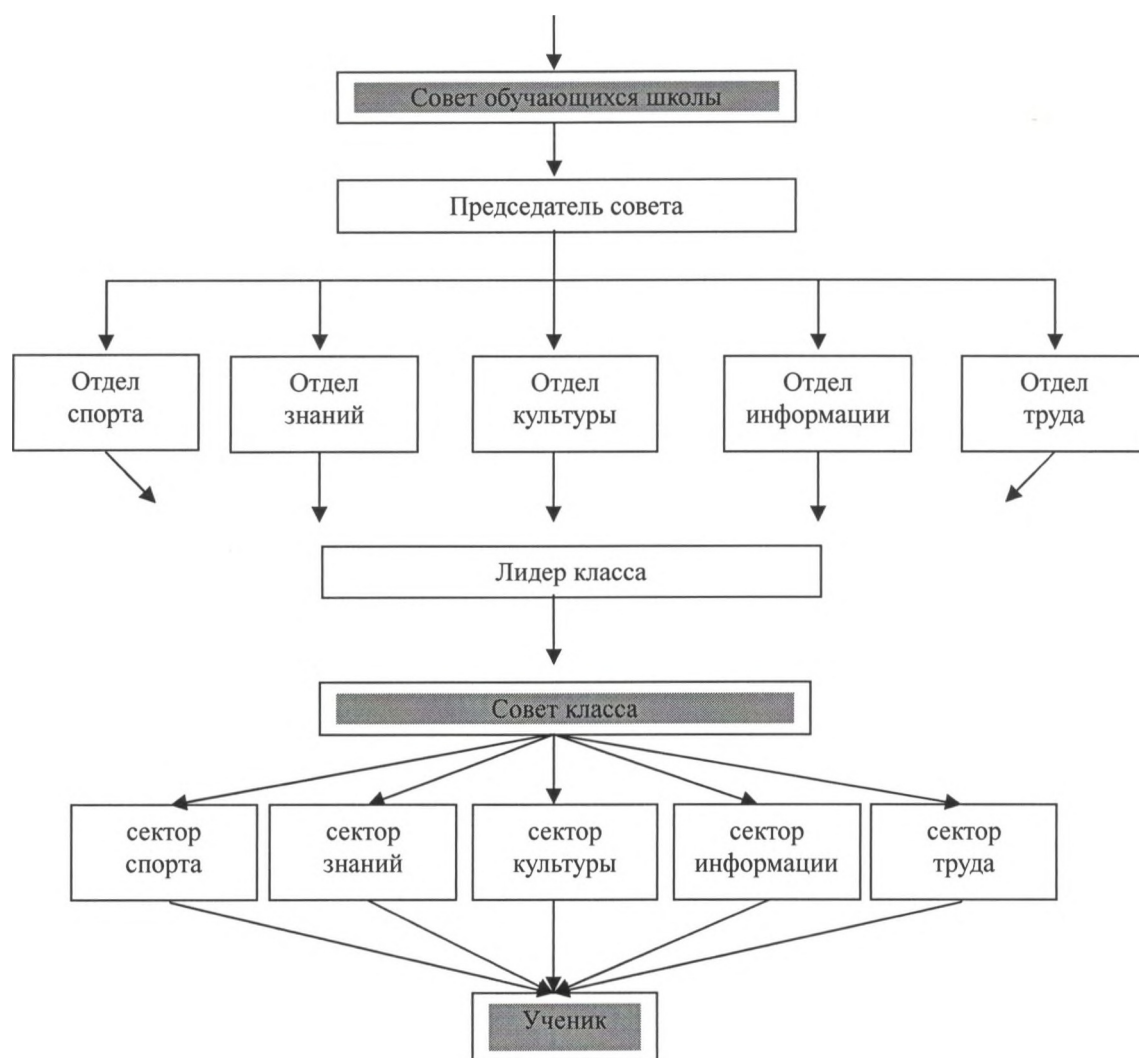 Совет обучающихся школы
Председатель совета
Отдел
спорта
Отдел
знаний
Отдел
культуры
Отдел
информации
Отдел
труда
Лидер класса
Совет класса
сектор
спорта
сектор
знаний
сектор
культуры
сектор
информации
сектор
труда
Ученик